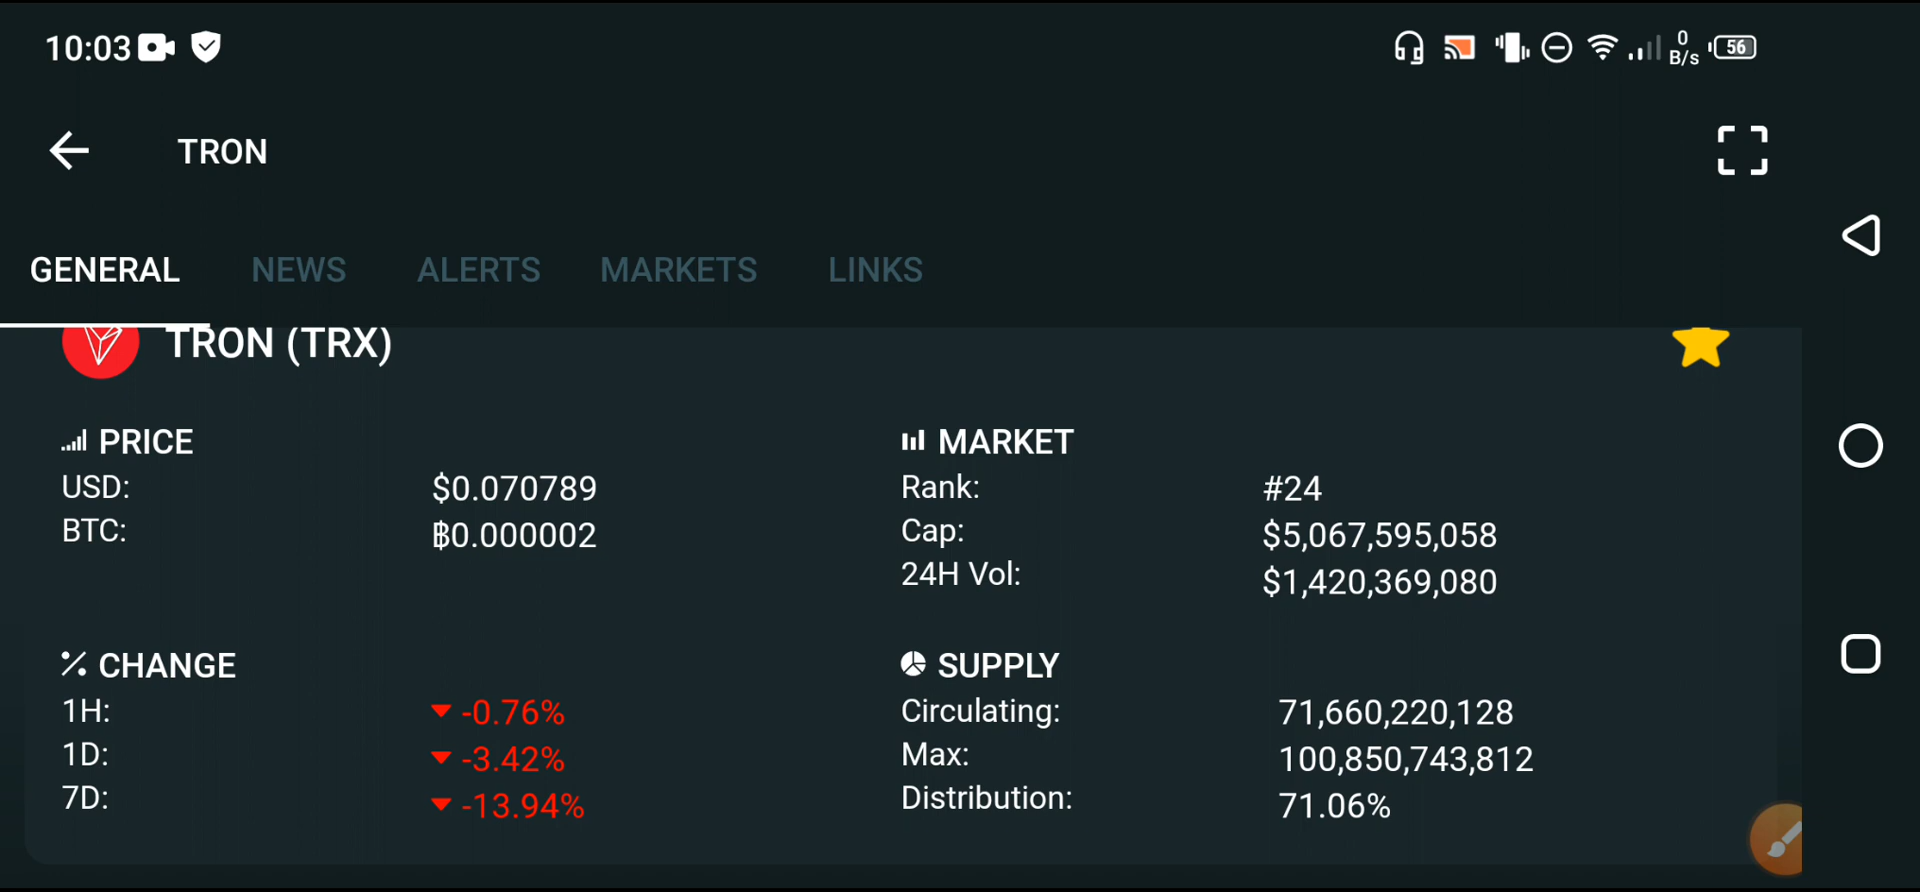 10:03
0 B/s 56
TRON
GENERAL NEWS ALERTS MARKETS LINKS
TRON (TRX)
PRICE
USD: $0.070789
BTC: ฿0.000002
MARKET
Rank: #24
Cap: $5,067,595,058
24H Vol: $1,420,369,080
CHANGE
1H: -0.76%
1D: -3.42%
7D: -13.94%
SUPPLY
Circulating: 71,660,220,128
Max: 100,850,743,812
Distribution: 71.06%